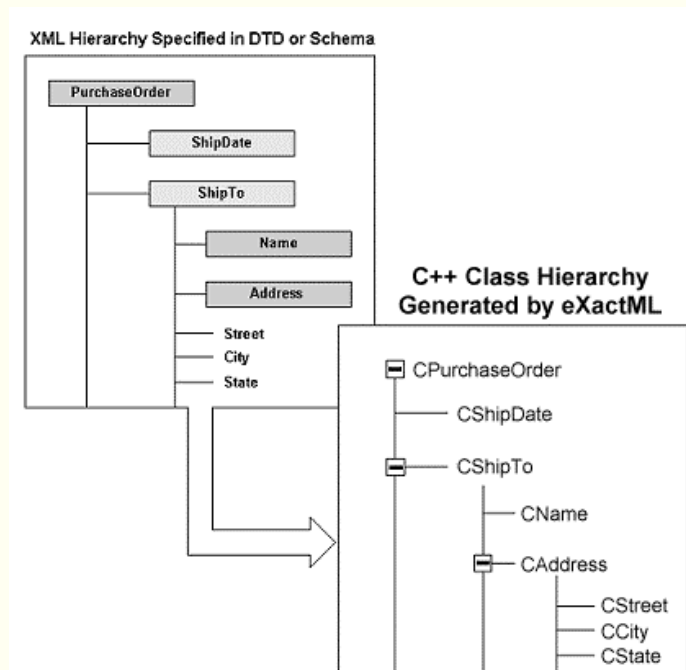 XML Hierarchy Specified in DTD or Schema
PurchaseOrder
ShipDate
ShipTo
Name
Address
Street
City
State
C++ Class Hierarchy
Generated by eXactML
CPurchaseOrder
CShipDate
CShipTo
CName
CAddress
CStreet
CCity
CState